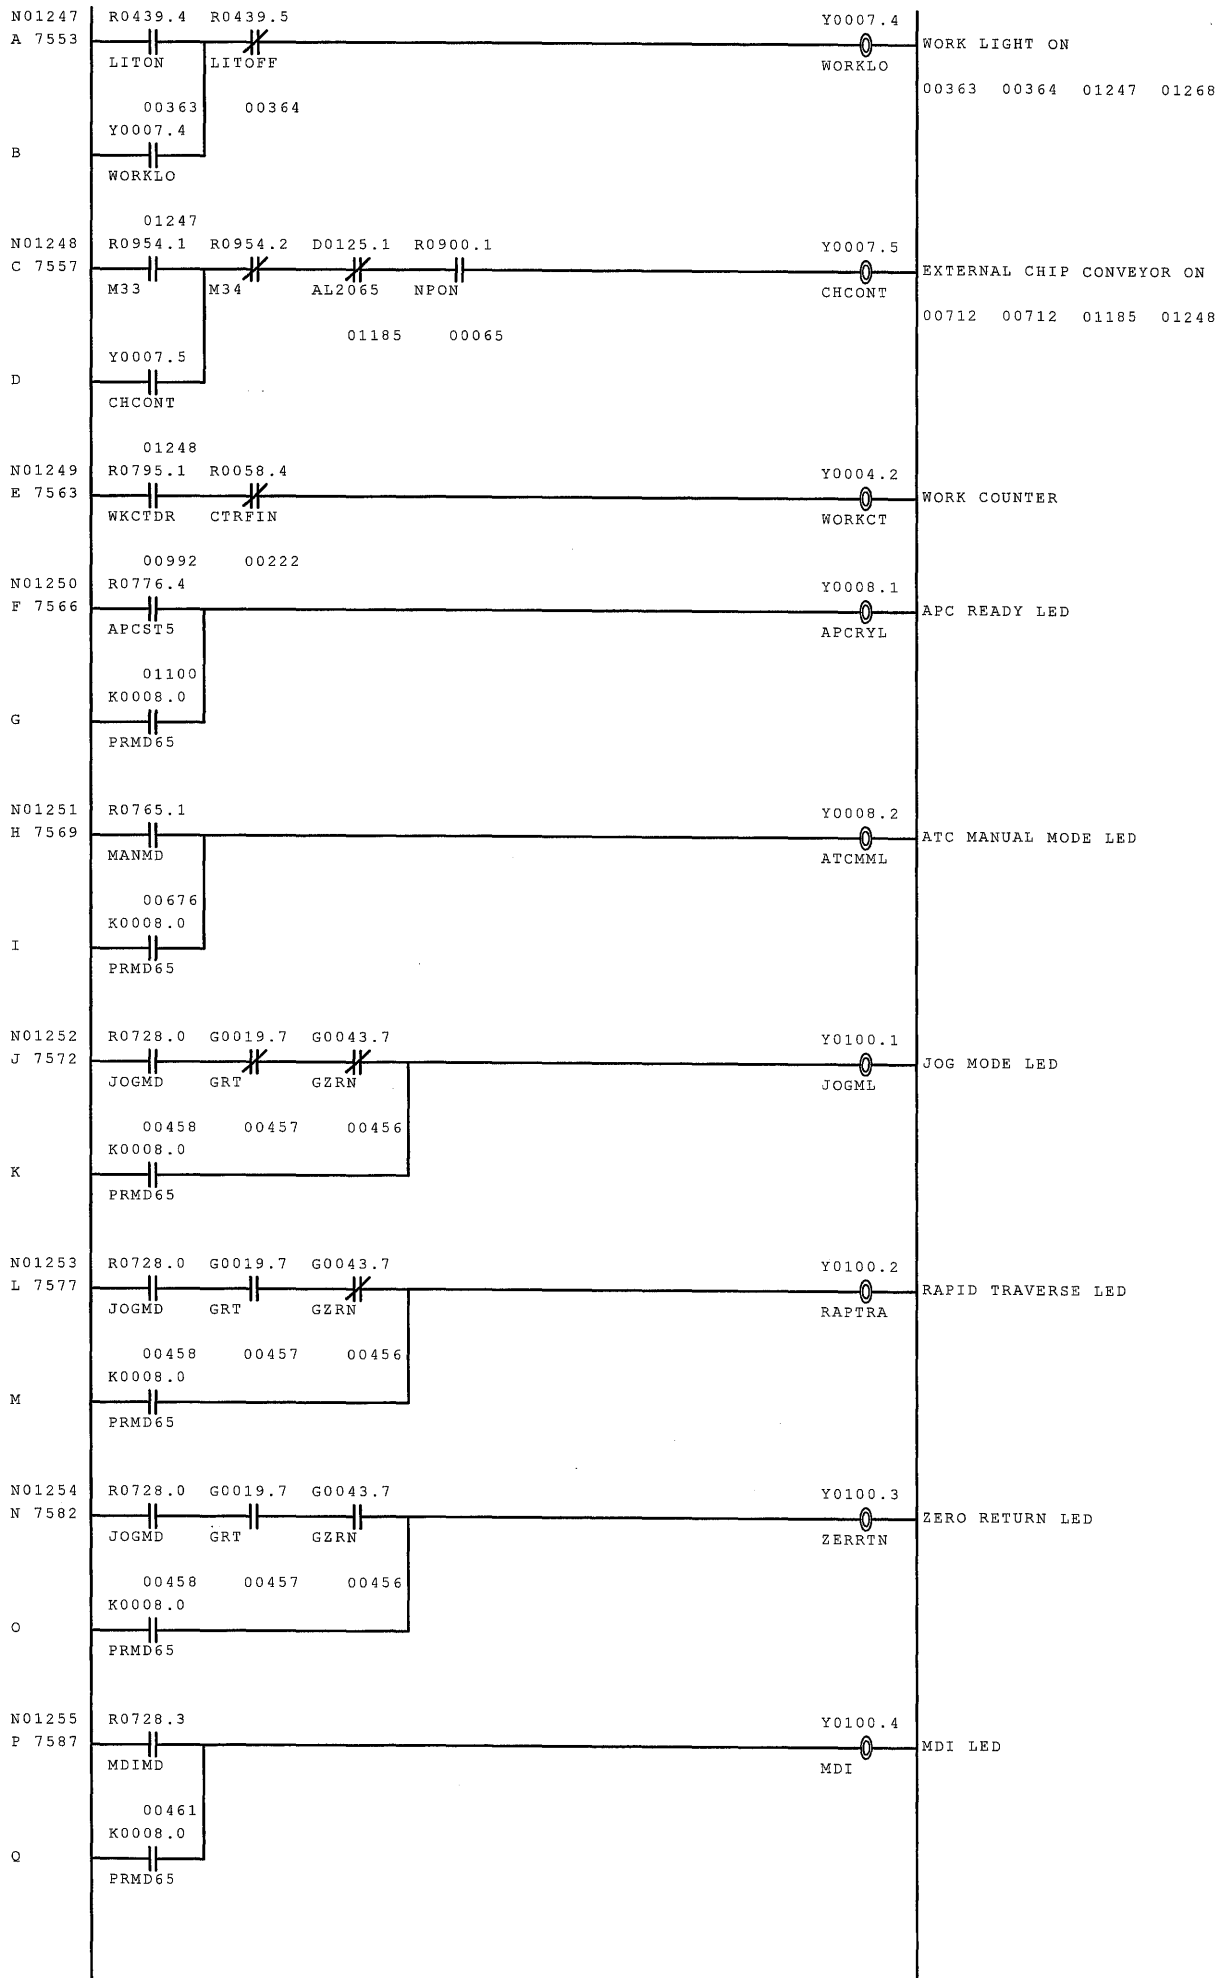 N01247 R0439.4 R0439.5 Y0007.4
A 7553 WORK LIGHT ON
LITON LITOFF WORKLO
00363 00364 01247 01268
00363 00364
Y0007.4
B
WORKLO
01247
N01248 R0954.1 R0954.2 D0125.1 R0900.1 Y0007.5
C 7557 EXTERNAL CHIP CONVEYOR ON
M33 M34 AL2065 NPON CHCONT
00712 00712 01185 01248
01185 00065
Y0007.5
D
CHCONT
01248
N01249 R0795.1 R0058.4 Y0004.2
E 7563 WORK COUNTER
WKCTDR CTRFIN WORKCT
00992 00222
N01250 R0776.4 Y0008.1
F 7566 APC READY LED
APCST5 APCRYL
01100
K0008.0
G
PRMD65
N01251 R0765.1 Y0008.2
H 7569 ATC MANUAL MODE LED
MANMD ATCMML
00676
K0008.0
I
PRMD65
N01252 R0728.0 G0019.7 G0043.7 Y0100.1
J 7572 JOG MODE LED
JOGMD GRT GZRN JOGML
00458 00457 00456
K0008.0
K
PRMD65
N01253 R0728.0 G0019.7 G0043.7 Y0100.2
L 7577 RAPID TRAVERSE LED
JOGMD GRT GZRN RAPTRA
00458 00457 00456
K0008.0
M
PRMD65
N01254 R0728.0 G0019.7 G0043.7 Y0100.3
N 7582 ZERO RETURN LED
JOGMD GRT GZRN ZERRTN
00458 00457 00456
K0008.0
O
PRMD65
N01255 R0728.3 Y0100.4
P 7587 MDI LED
MDIMD MDI
00461
K0008.0
Q
PRMD65